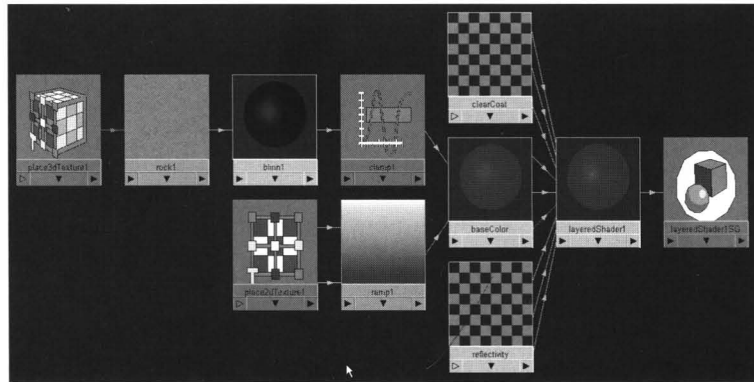 clearCoat
place3dTexture1
rock1
blinn1
clamp1
baseColor
layeredShader1
layeredShader1SG
place2dTexture1
ramp1
reflectivity